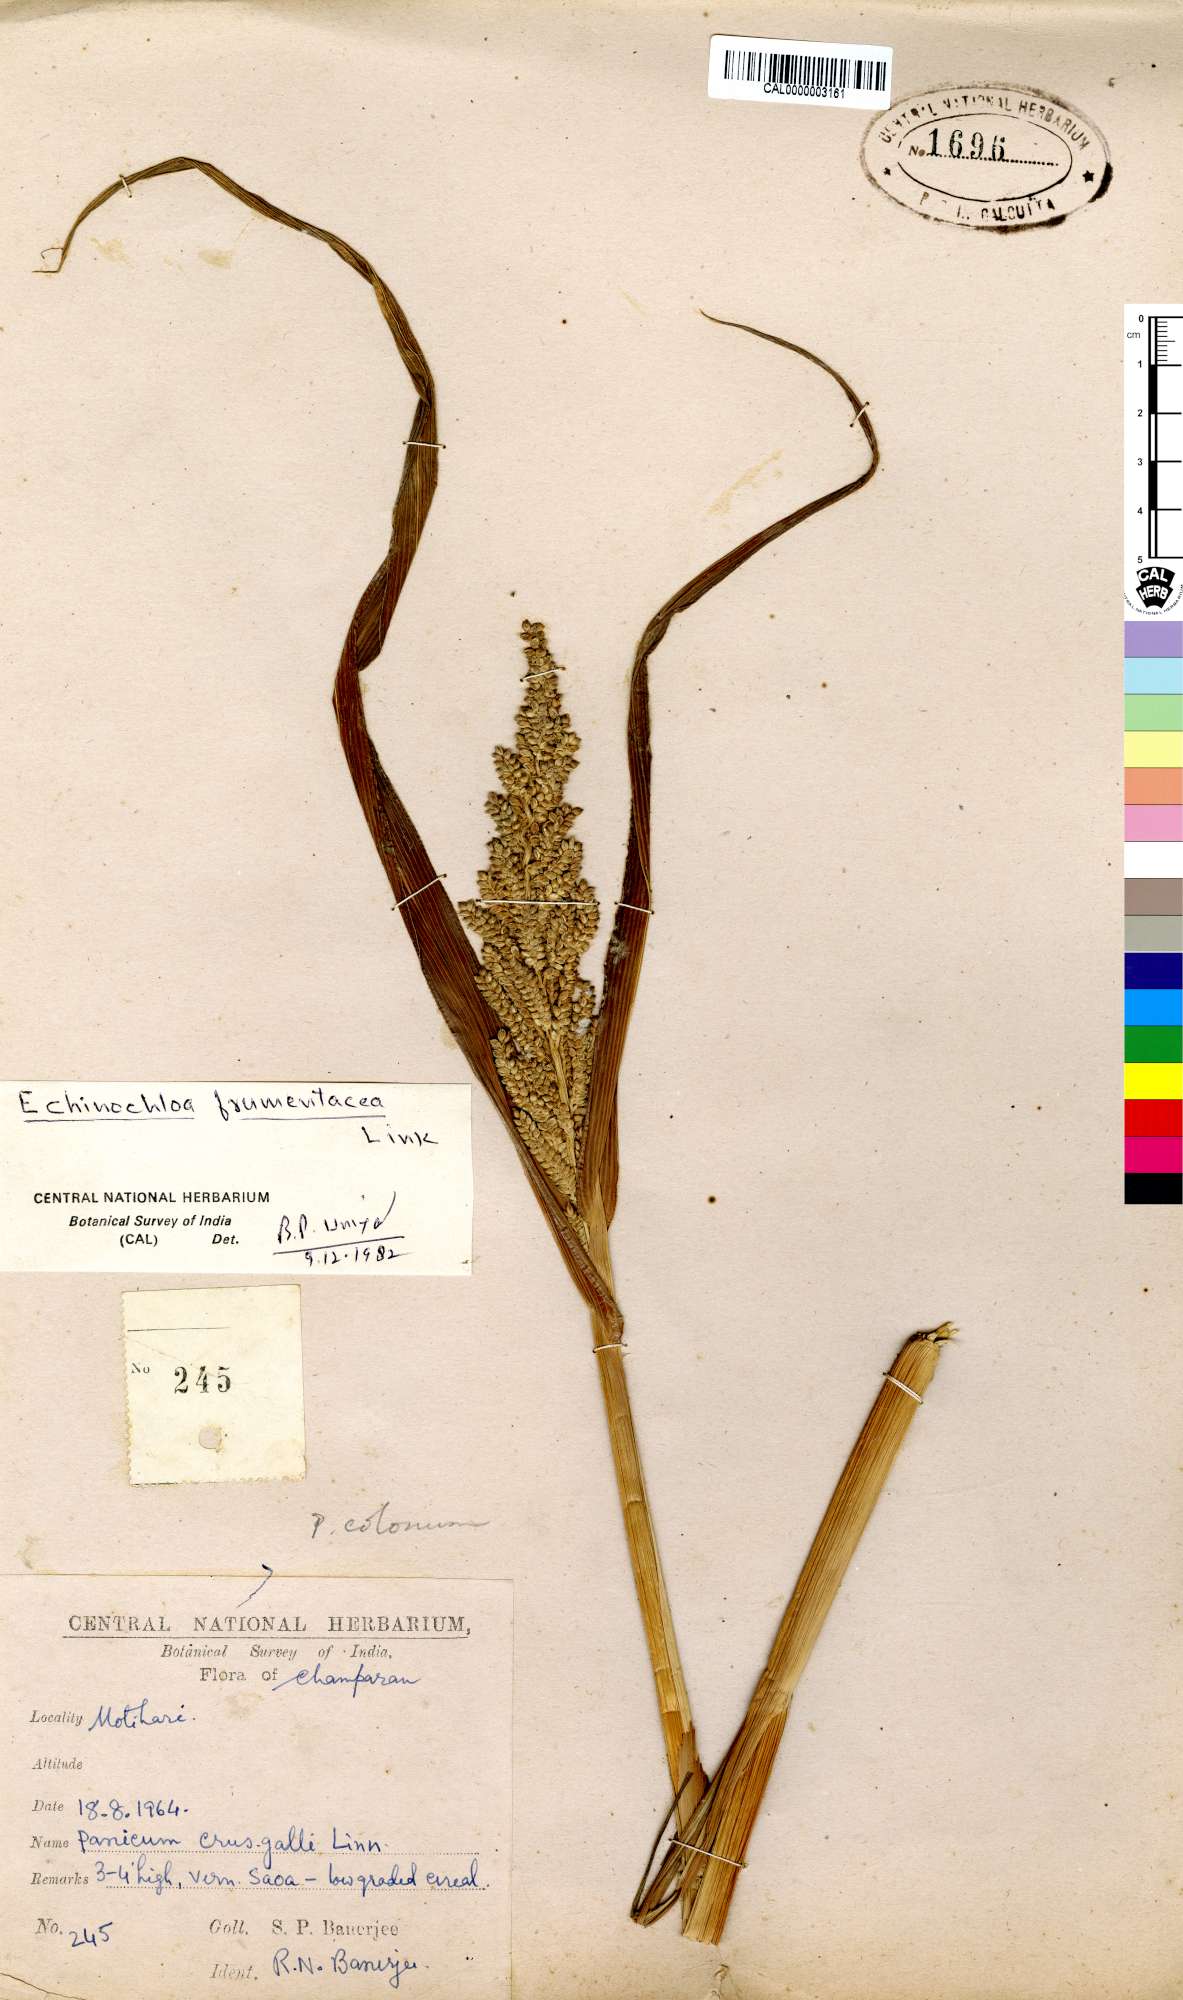 CAL0000003161
CENTRAL NATIONAL HERBARIUM
No 1696
CALCUTTA
0
cm
1
2
3
4
5
CAL
HERB
Echinochloa frumentacea
Link
CENTRAL NATIONAL HERBARIUM
Botanical Survey of India
(CAL) Det. B.P. Uniyal
9.12.1982
No 245
P. colonum
CENTRAL NATIONAL HERBARIUM,
Botanical Survey of India,
Flora of Champaran
Locality Motihari.
Altitude
Date 18.8.1964.
Name Panicum crus-galli Linn.
Remarks 3-4' high, vern. Saoa – low graded cereal.
No. 245 Coll. S. P. Banerjee
Ident. R.N. Banerjee.